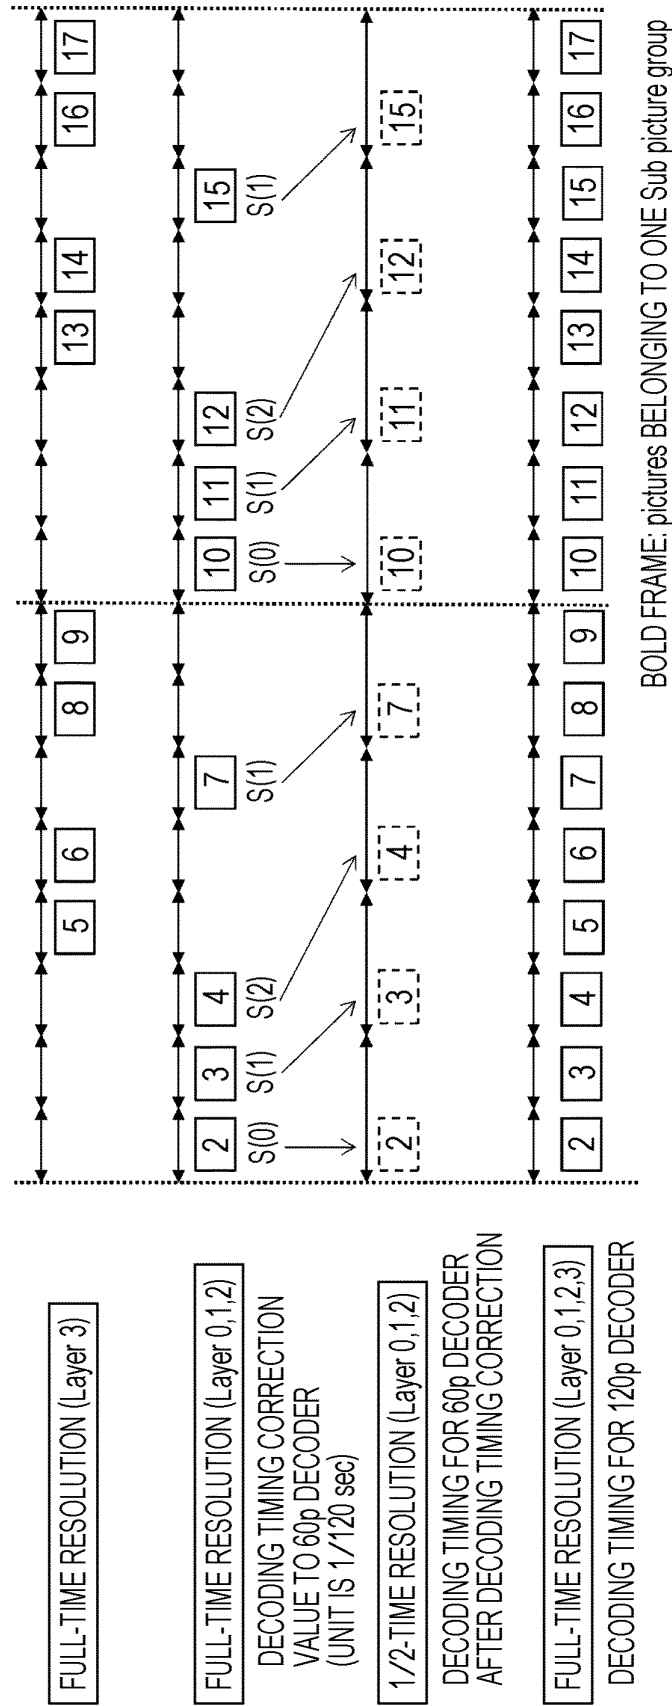 FULL-TIME RESOLUTION (Layer 3)
5 6 8 9 13 14 16 17
FULL-TIME RESOLUTION (Layer 0,1,2)
2 3 4 7 10 11 12 15
DECODING TIMING CORRECTION
VALUE TO 60p DECODER
(UNIT IS 1/120 sec)
S(0) S(1) S(2) S(1) S(0) S(1) S(2) S(1)
1/2-TIME RESOLUTION (Layer 0,1,2)
2 3 4 7 10 11 12 15
DECODING TIMING FOR 60p DECODER
AFTER DECODING TIMING CORRECTION
FULL-TIME RESOLUTION (Layer 0,1,2,3)
2 3 4 5 6 7 8 9 10 11 12 13 14 15 16 17
DECODING TIMING FOR 120p DECODER
BOLD FRAME: pictures BELONGING TO ONE Sub picture group